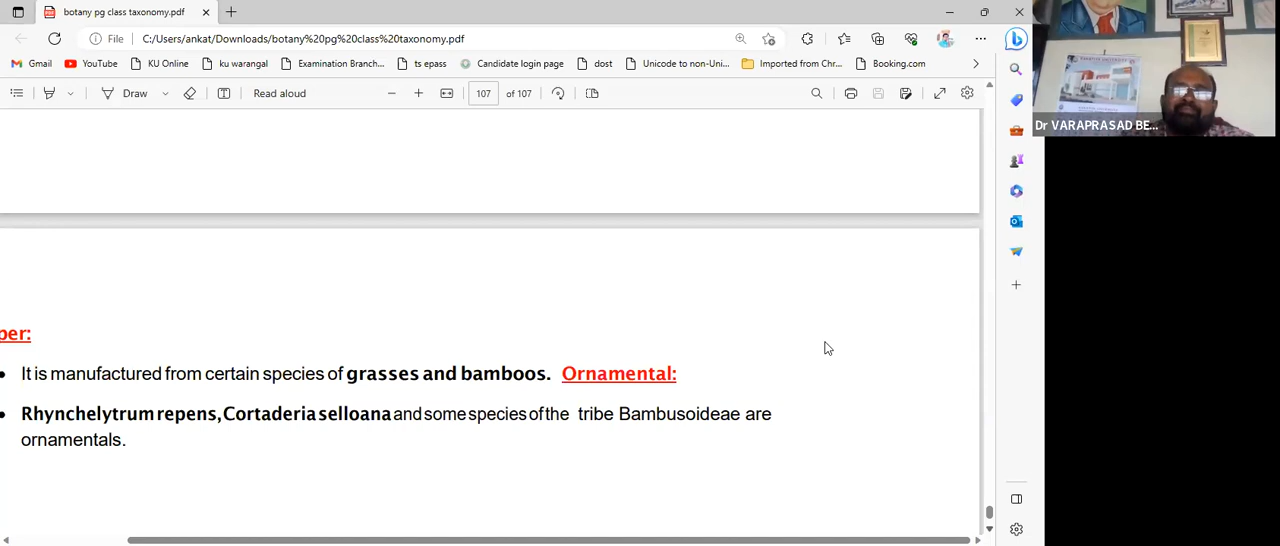 botany pg class taxonomy.pdf
File C:/Users/ankat/Downloads/botany%20pg%20class%20taxonomy.pdf
Gmail YouTube KU Online ku warangal Examination Branch... ts epass Candidate login page dost Unicode to non-Uni... Imported from Chr... Booking.com
Draw Read aloud 107 of 107
Dr VARAPRASAD BE...
per:
• It is manufactured from certain species of grasses and bamboos. Ornamental:
• Rhynchelytrum repens, Cortaderia selloana and some species of the tribe Bambusoideae are
ornamentals.